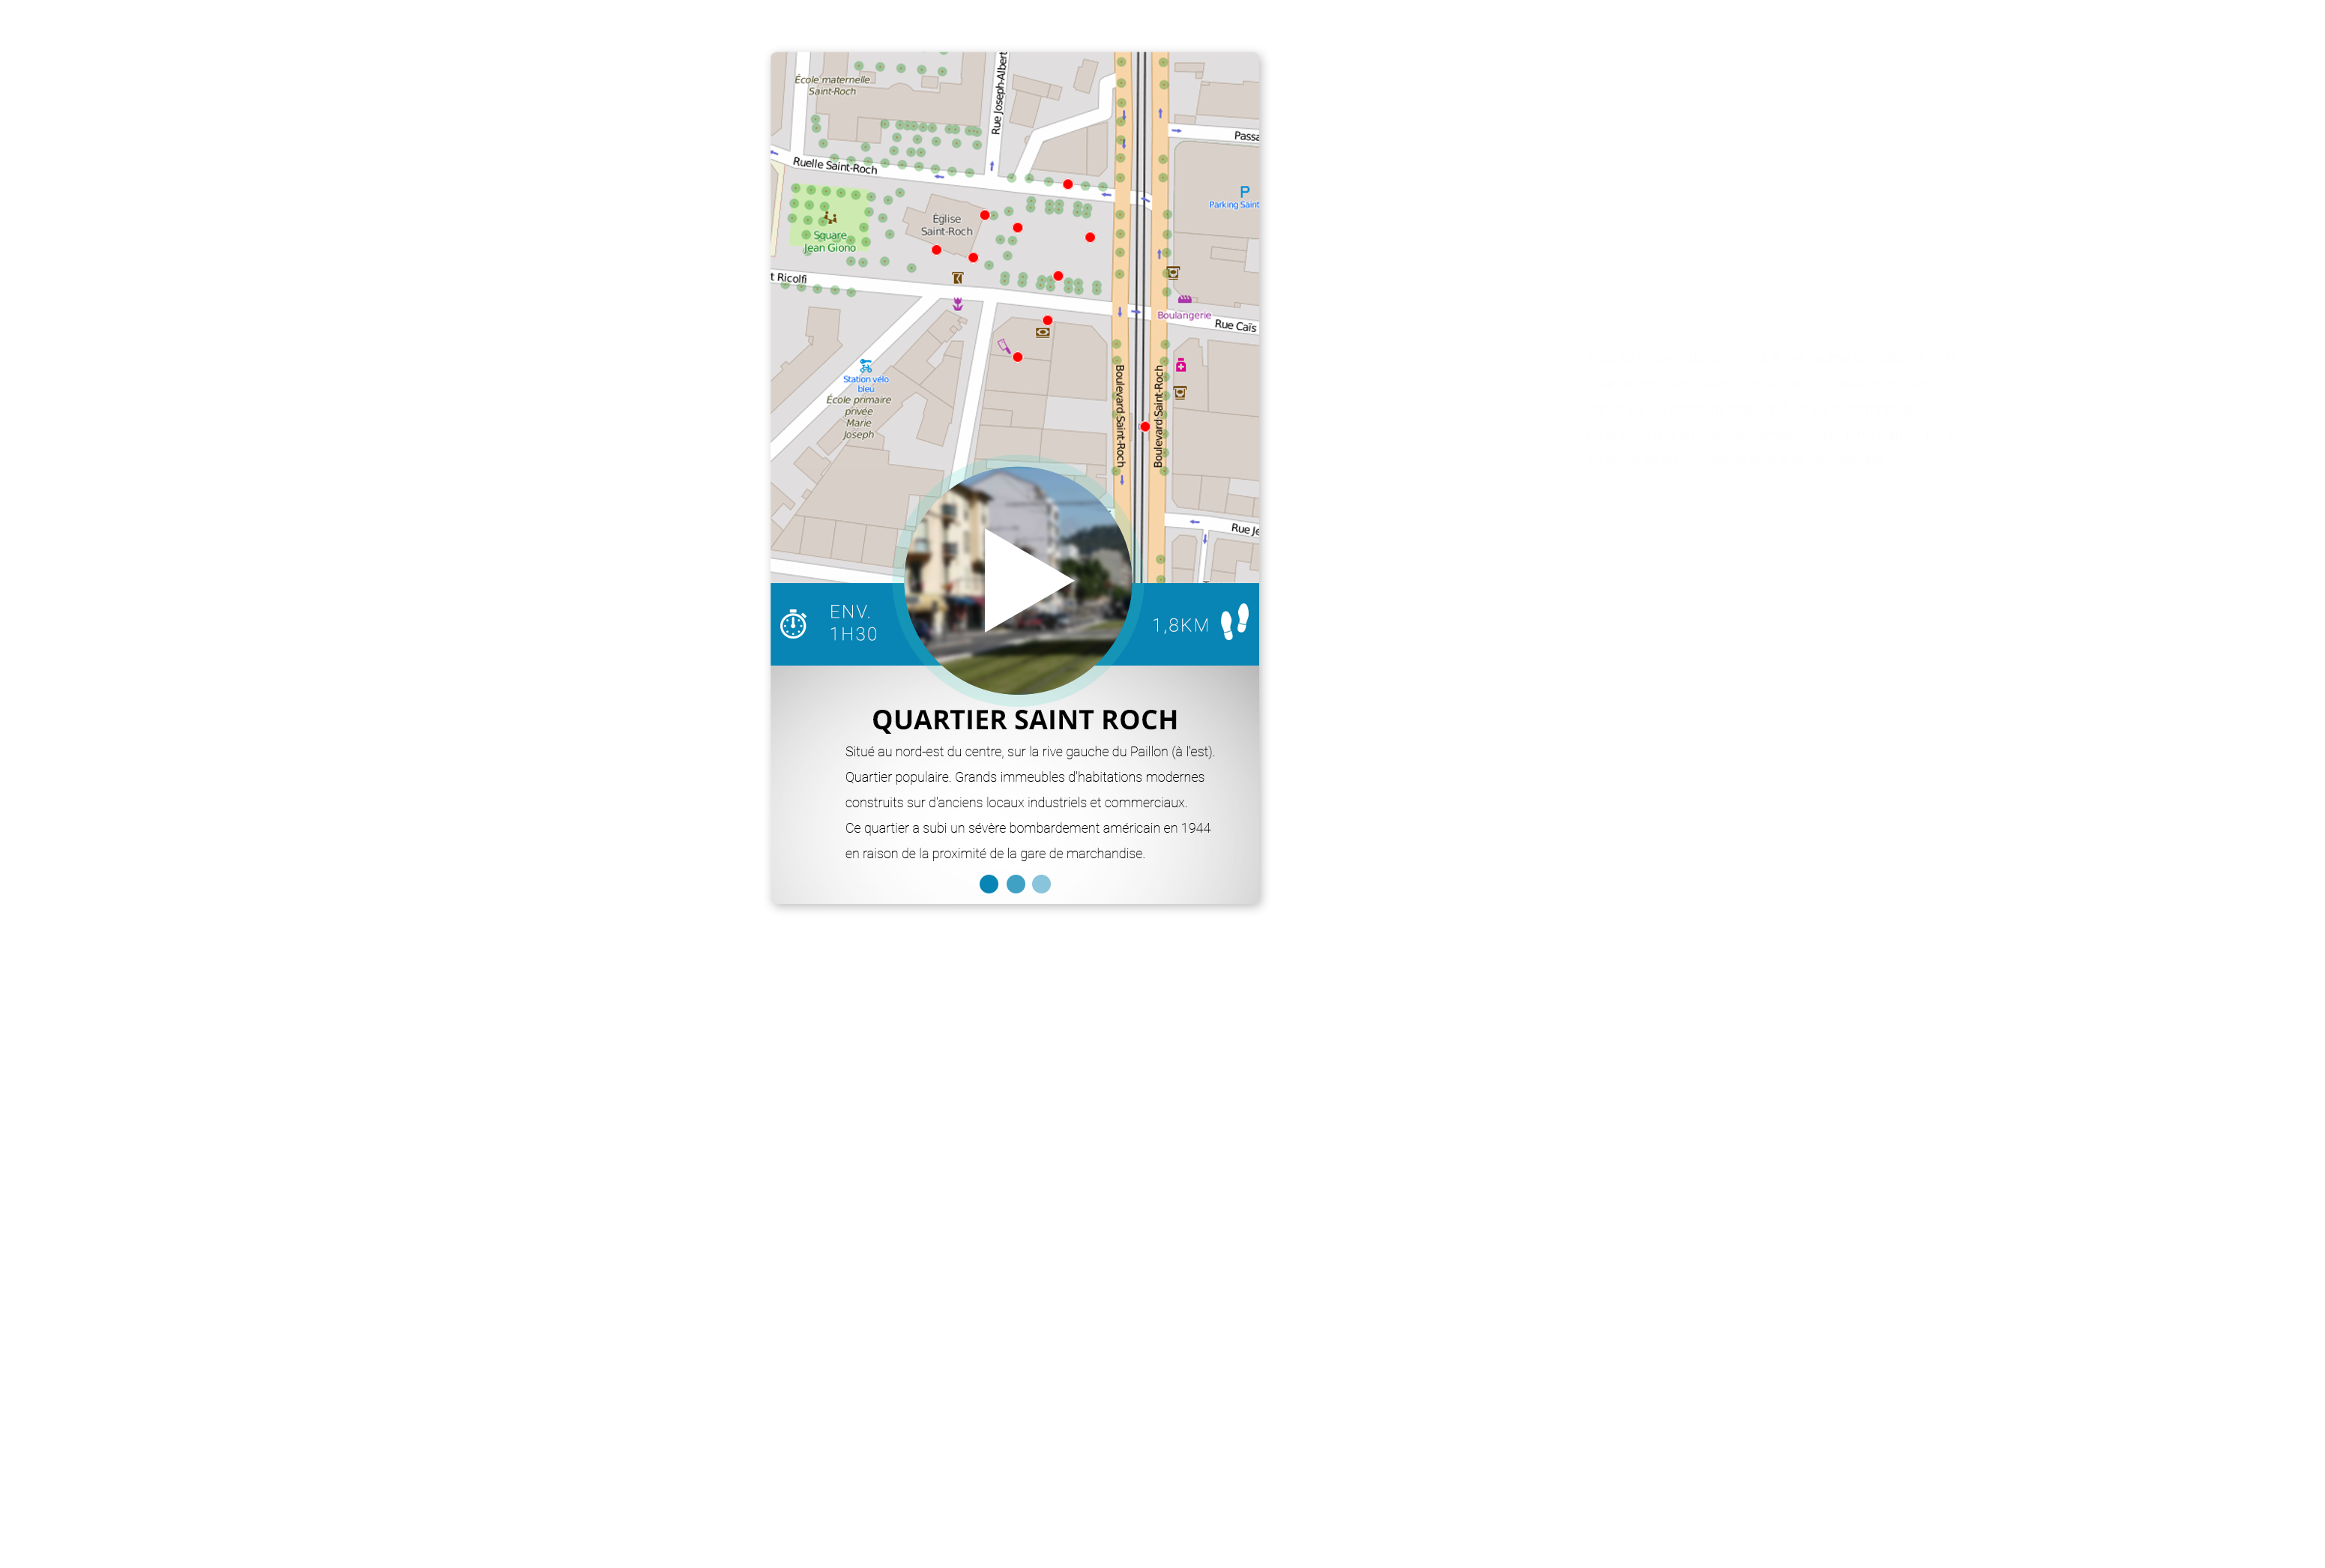 École maternelle
Saint-Roch
Rue Joseph-Albert
Passa
Ruelle Saint-Roch
P
Parking Saint
Église
Saint-Roch
Square
Jean Giono
t Ricolfi
Boulangerie
Rue Caïs
Station vélo
bleu
École primaire
privée
Marie
Joseph
Boulevard Saint-Roch
Boulevard Saint-Roch
Rue Je
ENV.
1H30
1,8KM
QUARTIER SAINT ROCH
Situé au nord-est du centre, sur la rive gauche du Paillon (à l'est).
Quartier populaire. Grands immeubles d'habitations modernes
construits sur d'anciens locaux industriels et commerciaux.
Ce quartier a subi un sévère bombardement américain en 1944
en raison de la proximité de la gare de marchandise.